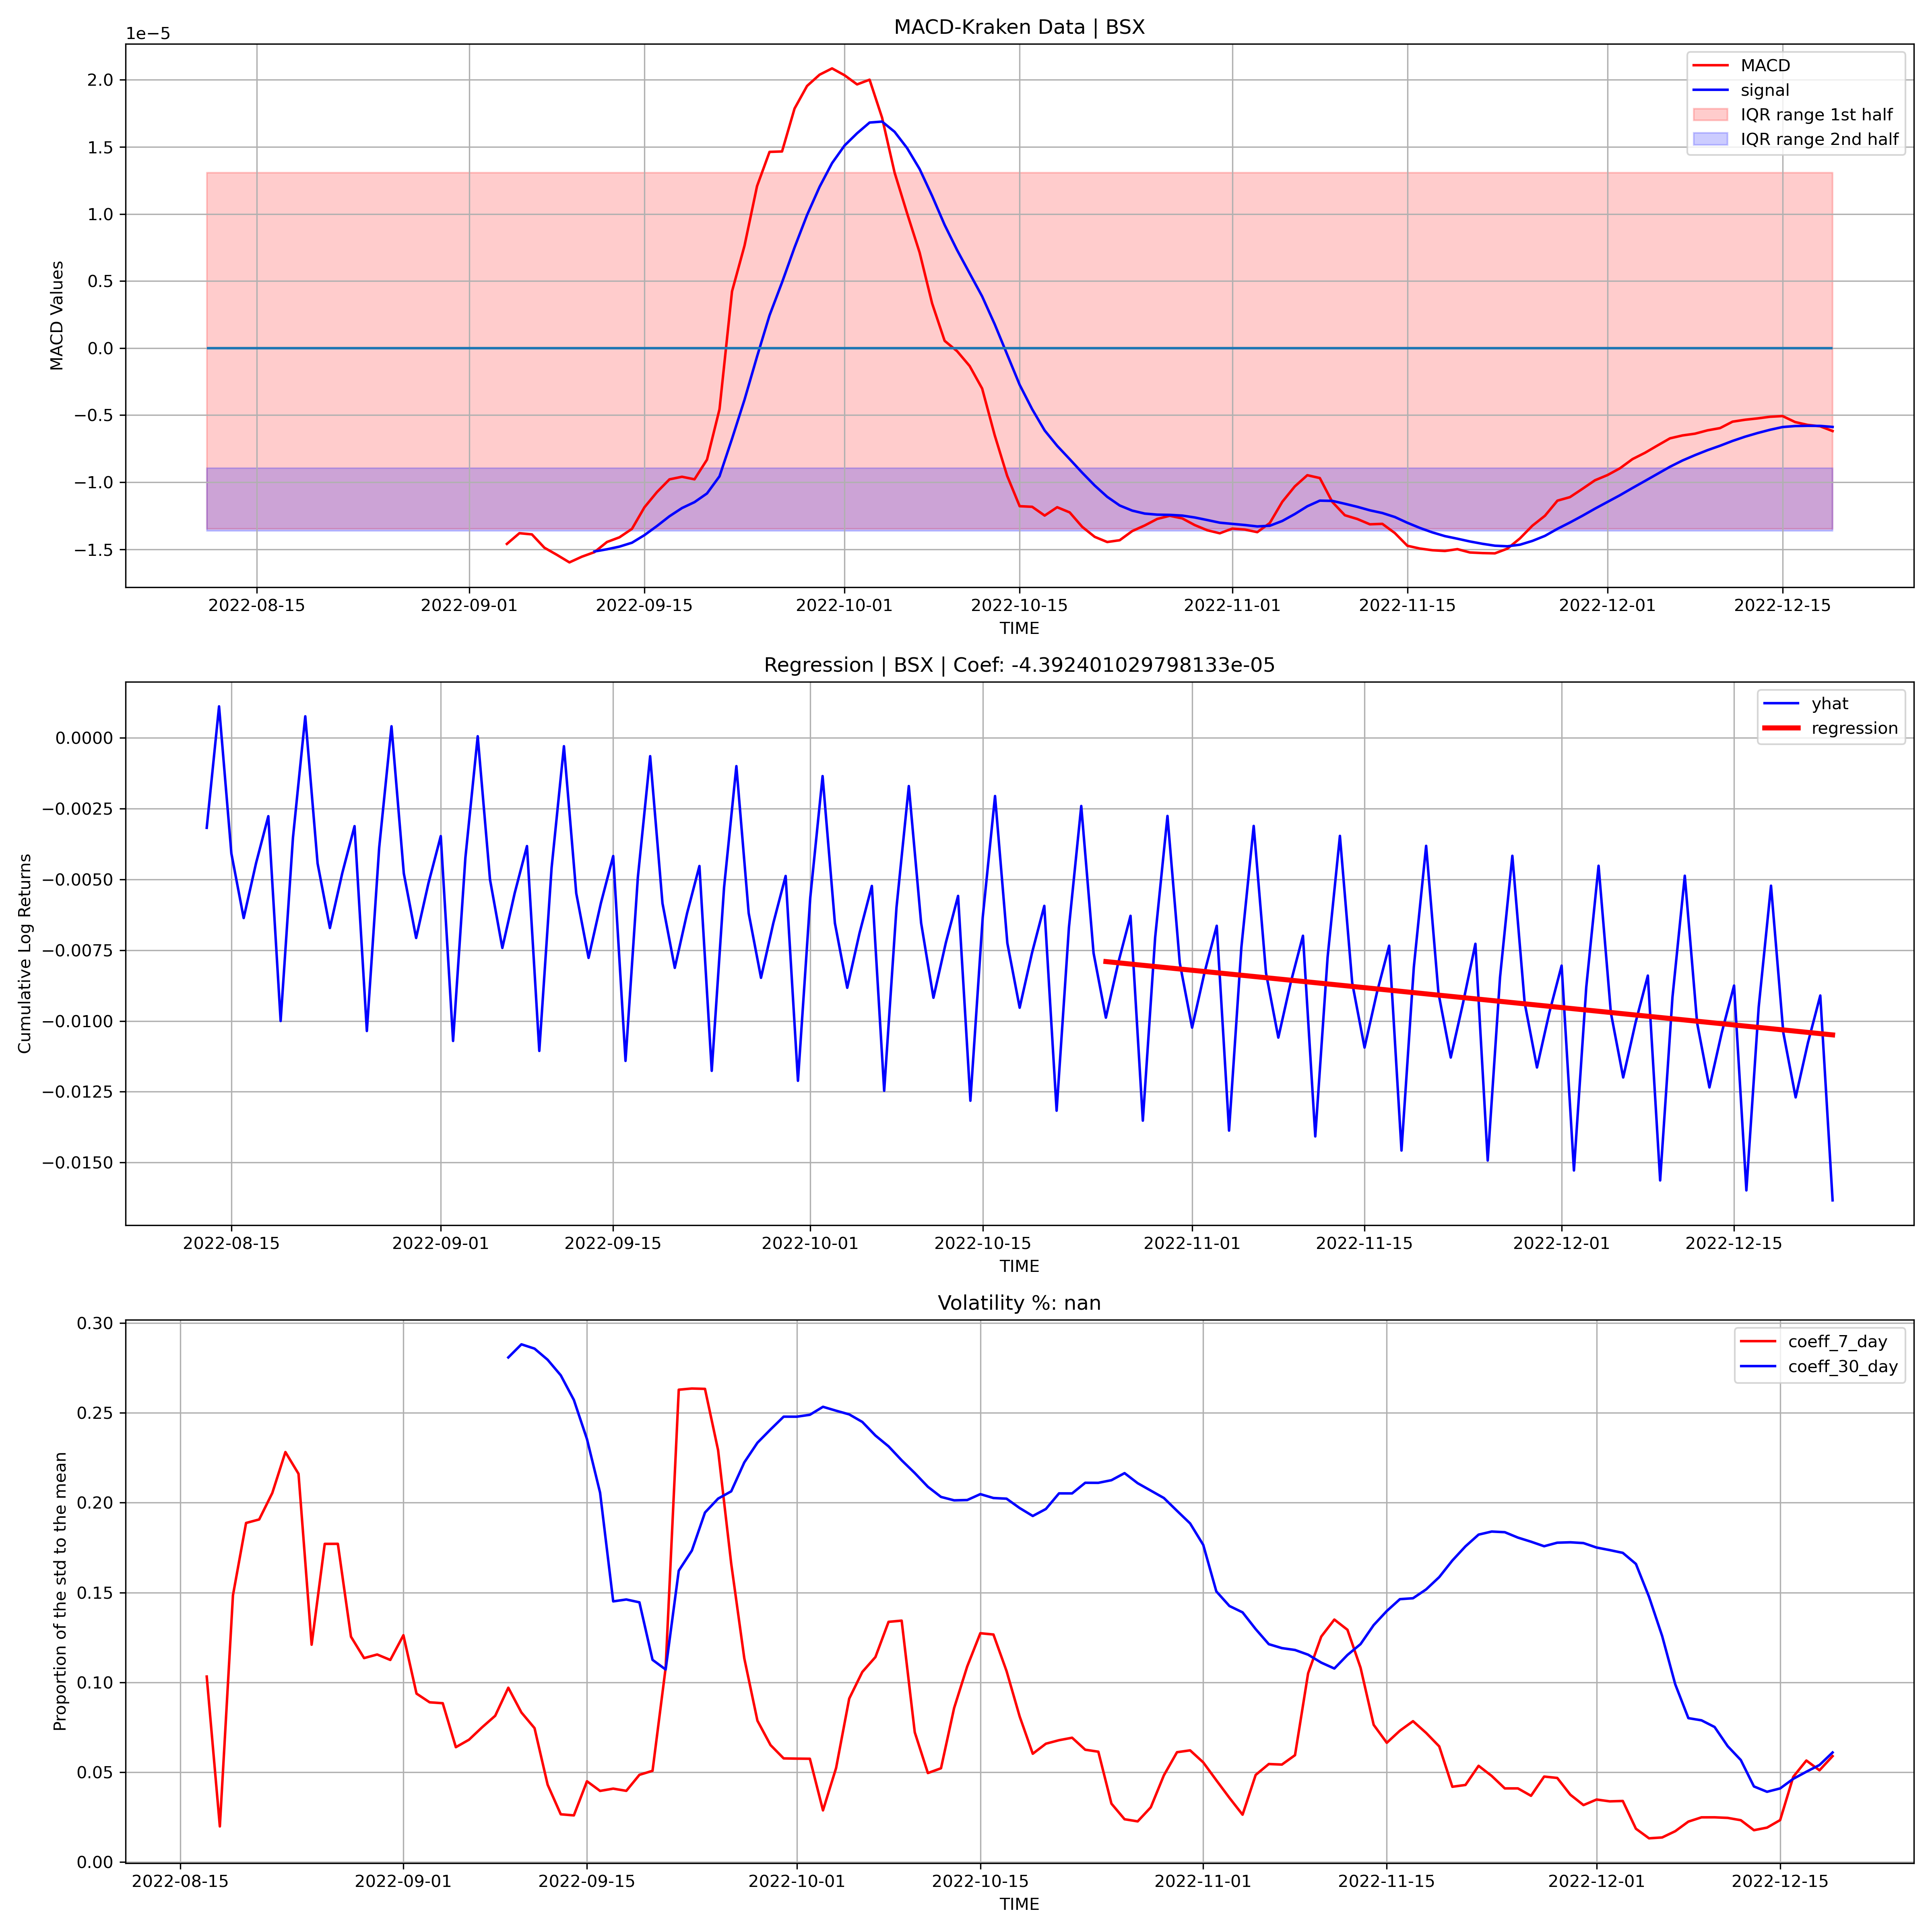 MACD-Kraken Data | BSX
1e−5
2.0
1.5
1.0
0.5
0.0
−0.5
−1.0
−1.5
MACD Values
MACD
signal
IQR range 1st half
IQR range 2nd half
2022-08-15 2022-09-01 2022-09-15 2022-10-01 2022-10-15 2022-11-01 2022-11-15 2022-12-01 2022-12-15
TIME
Regression | BSX | Coef: -4.392401029798133e-05
0.0000
−0.0025
−0.0050
−0.0075
−0.0100
−0.0125
−0.0150
Cumulative Log Returns
yhat
regression
2022-08-15 2022-09-01 2022-09-15 2022-10-01 2022-10-15 2022-11-01 2022-11-15 2022-12-01 2022-12-15
TIME
Volatility %: nan
0.30
0.25
0.20
0.15
0.10
0.05
0.00
Proportion of the std to the mean
coeff_7_day
coeff_30_day
2022-08-15 2022-09-01 2022-09-15 2022-10-01 2022-10-15 2022-11-01 2022-11-15 2022-12-01 2022-12-15
TIME